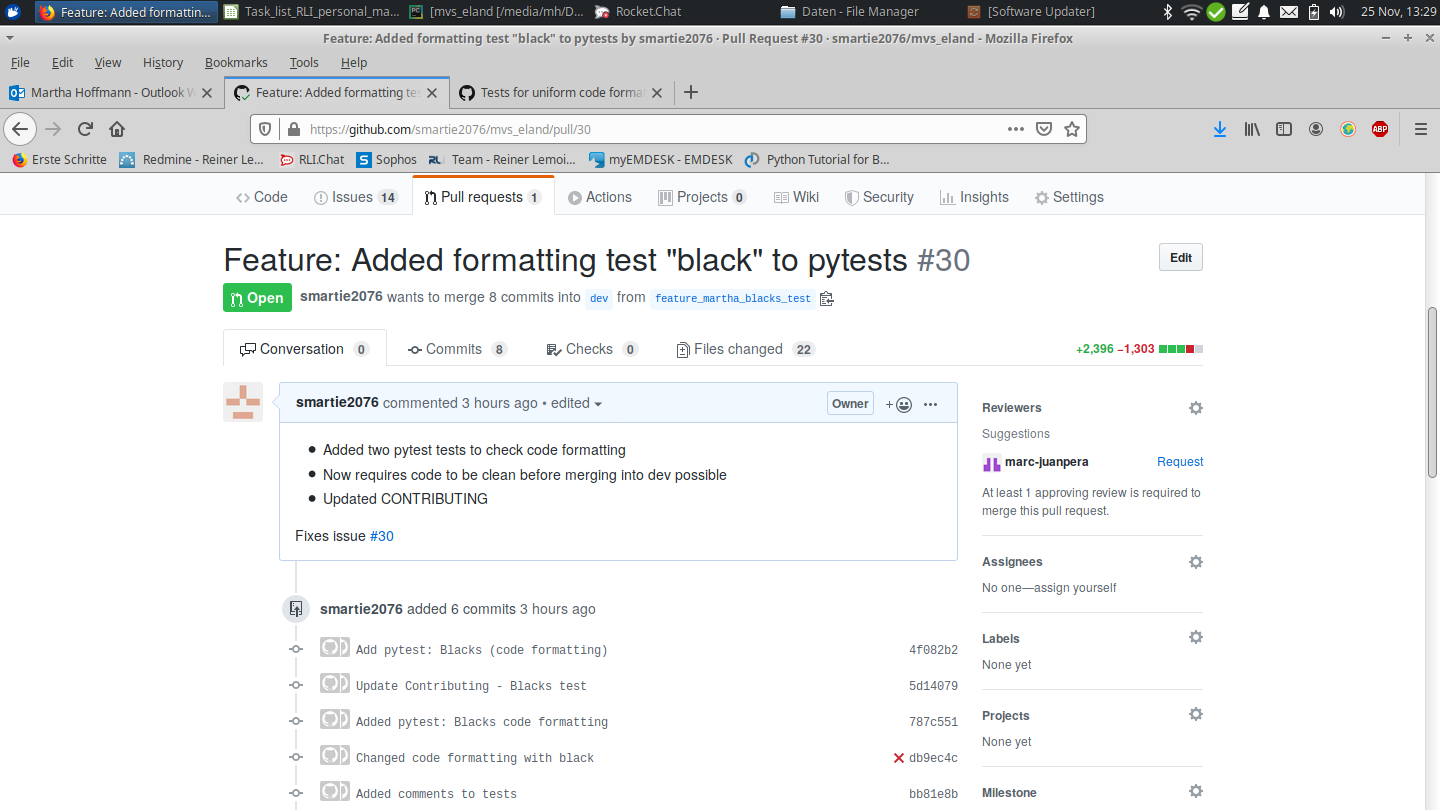 Feature: Added formattin...
Task_list_RLI_personal_ma...
[mvs_eland [/media/mh/D...
Rocket.Chat
Daten - File Manager
[Software Updater]
25 Nov, 13:29
Feature: Added formatting test "black" to pytests by smartie2076 · Pull Request #30 · smartie2076/mvs_eland - Mozilla Firefox
File Edit View History Bookmarks Tools Help
Martha Hoffmann - Outlook W
Feature: Added formatting te
Tests for uniform code forma
https://github.com/smartie2076/mvs_eland/pull/30
ABP
Erste Schritte
Redmine - Reiner Le...
RLI.Chat
Sophos
Team - Reiner Lemoi...
myEMDESK - EMDESK
Python Tutorial for B...
Code
Issues 14
Pull requests 1
Actions
Projects 0
Wiki
Security
Insights
Settings
Feature: Added formatting test "black" to pytests #30
Edit
Open
smartie2076 wants to merge 8 commits into dev from feature_martha_blacks_test
Conversation 0
Commits 8
Checks 0
Files changed 22
+2,396 −1,303
smartie2076 commented 3 hours ago • edited
Owner
Added two pytest tests to check code formatting
Now requires code to be clean before merging into dev possible
Updated CONTRIBUTING
Fixes issue #30
smartie2076 added 6 commits 3 hours ago
Add pytest: Blacks (code formatting) 4f082b2
Update Contributing - Blacks test 5d14079
Added pytest: Blacks code formatting 787c551
Changed code formatting with black db9ec4c
Added comments to tests bb81e8b
Reviewers
Suggestions
marc-juanpera Request
At least 1 approving review is required to
merge this pull request.
Assignees
No one—assign yourself
Labels
None yet
Projects
None yet
Milestone